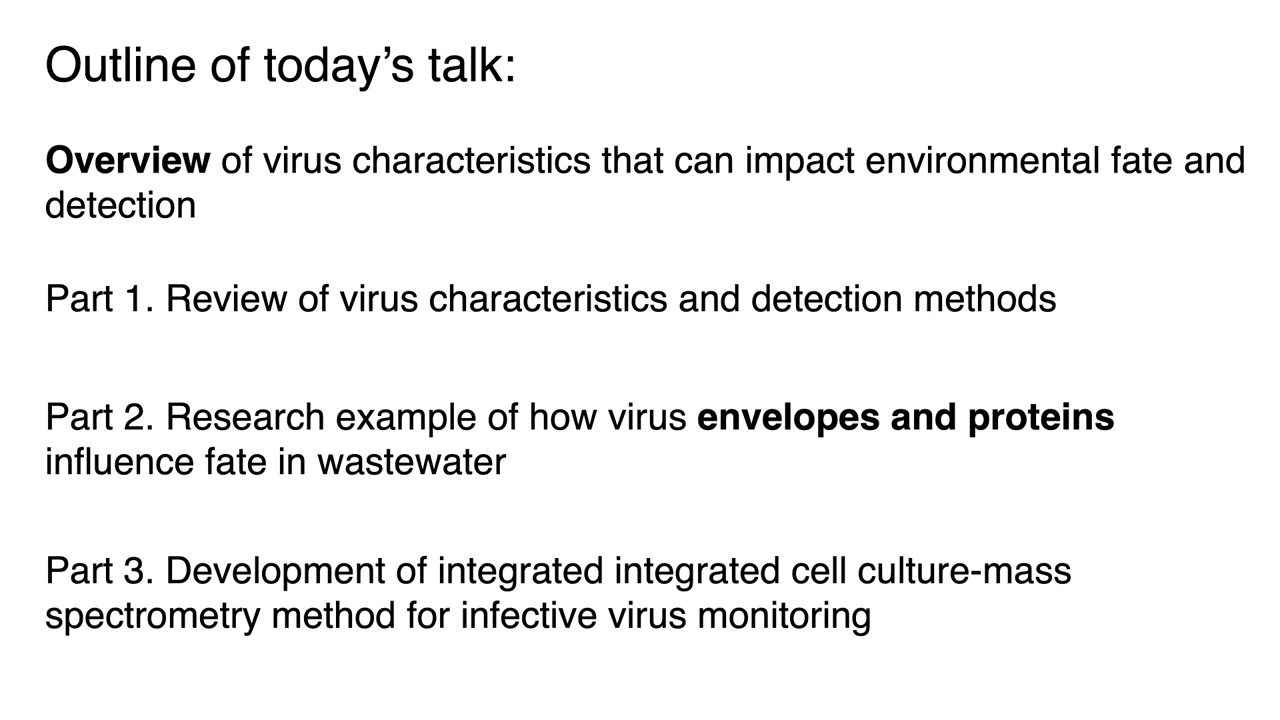 Outline of today’s talk:
Overview of virus characteristics that can impact environmental fate and
detection
Part 1. Review of virus characteristics and detection methods
Part 2. Research example of how virus envelopes and proteins
influence fate in wastewater
Part 3. Development of integrated integrated cell culture-mass
spectrometry method for infective virus monitoring